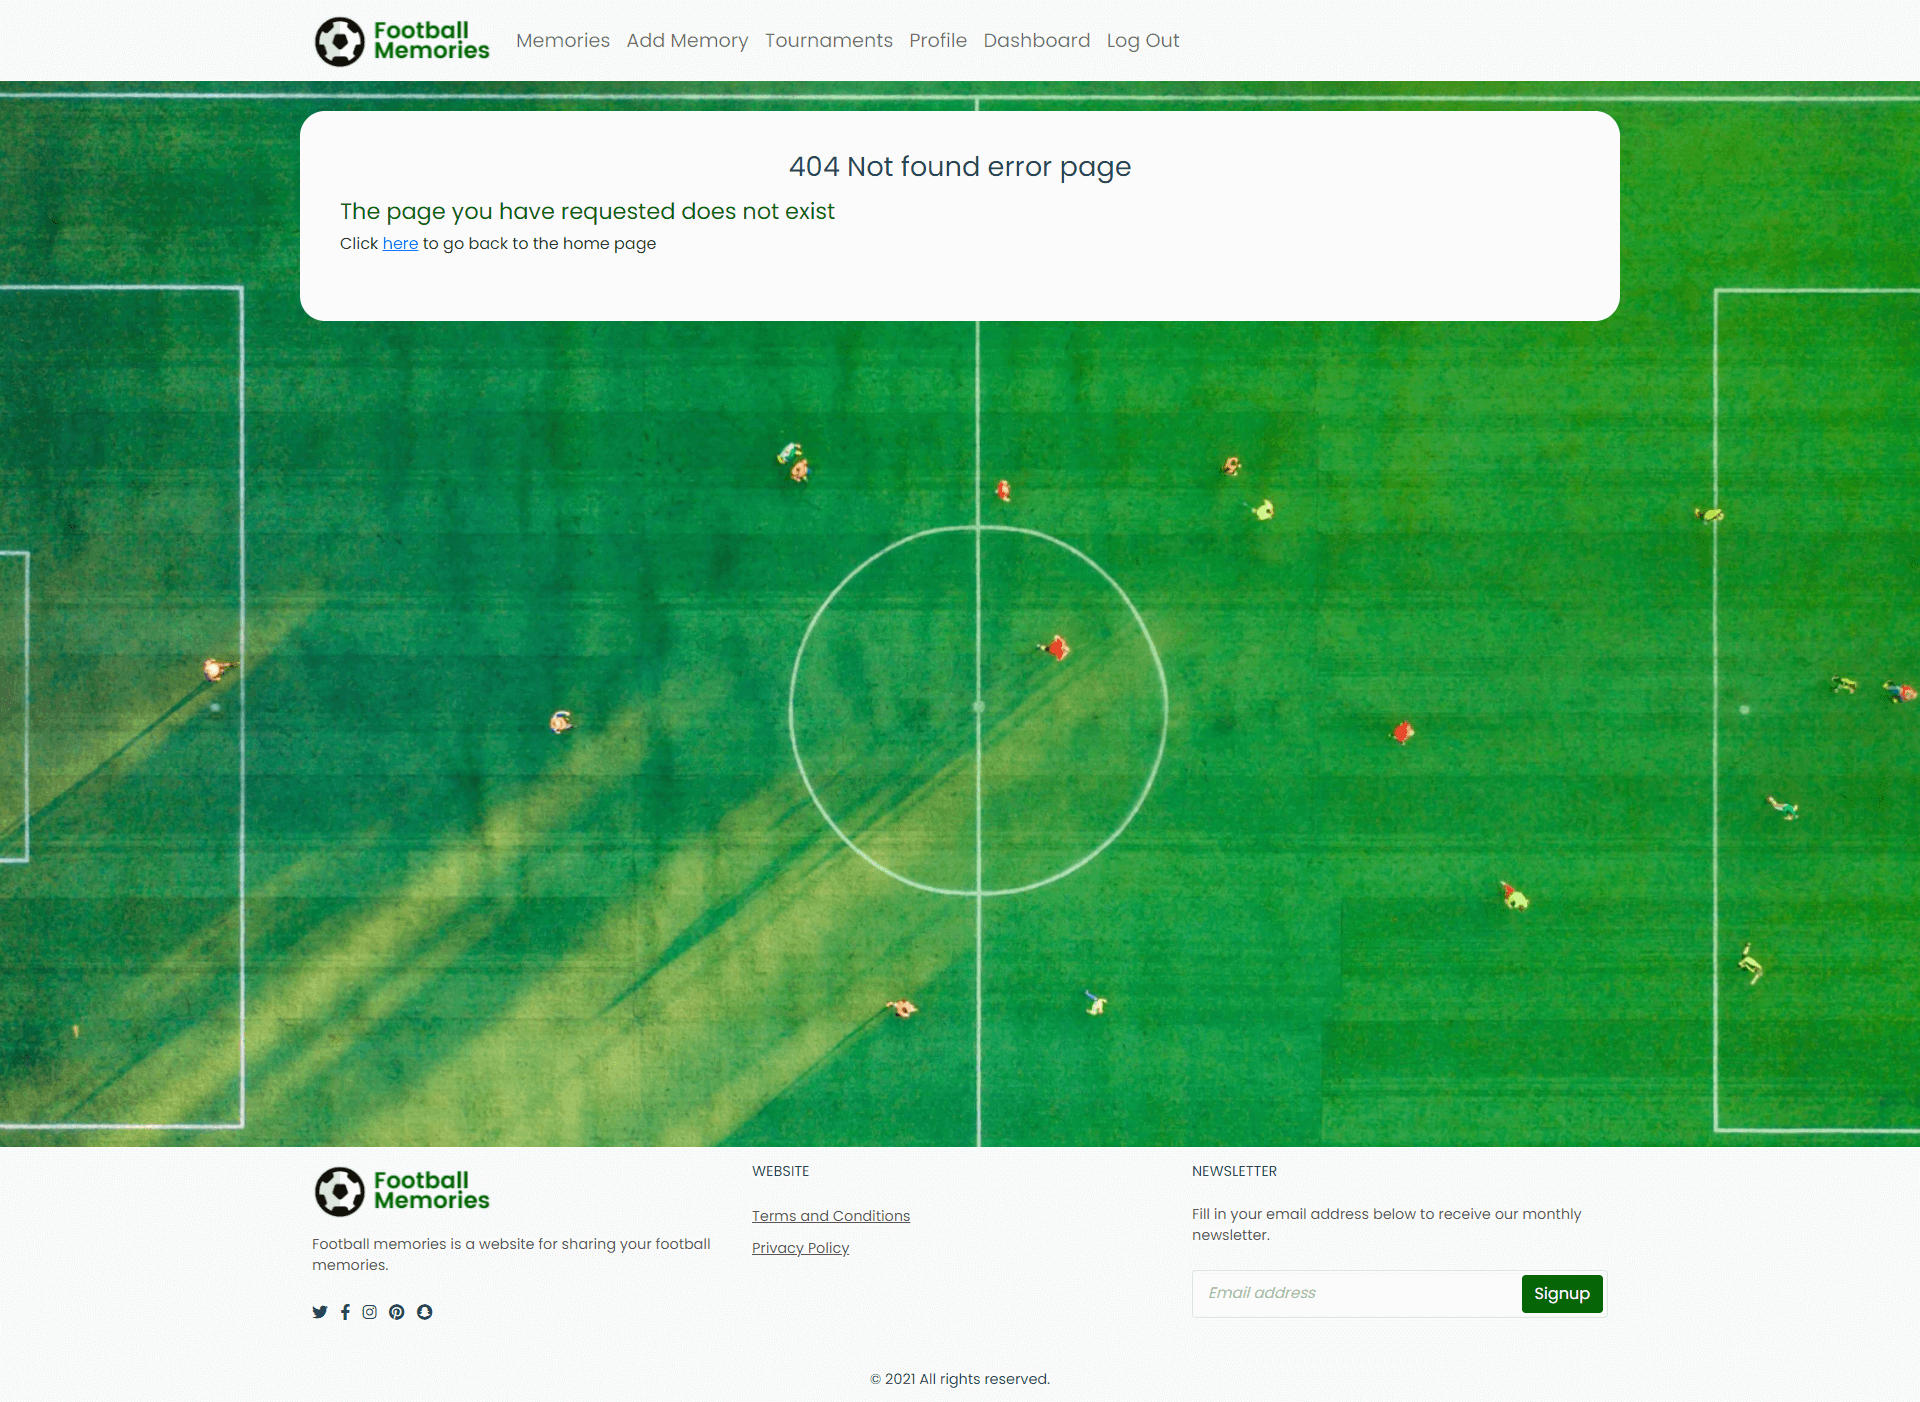 Football
Memories
Memories Add Memory Tournaments Profile Dashboard Log Out
404 Not found error page
The page you have requested does not exist
Click here to go back to the home page
Football
Memories
Football memories is a website for sharing your football
memories.
WEBSITE
Terms and Conditions
Privacy Policy
NEWSLETTER
Fill in your email address below to receive our monthly
newsletter.
Email address
Signup
© 2021 All rights reserved.